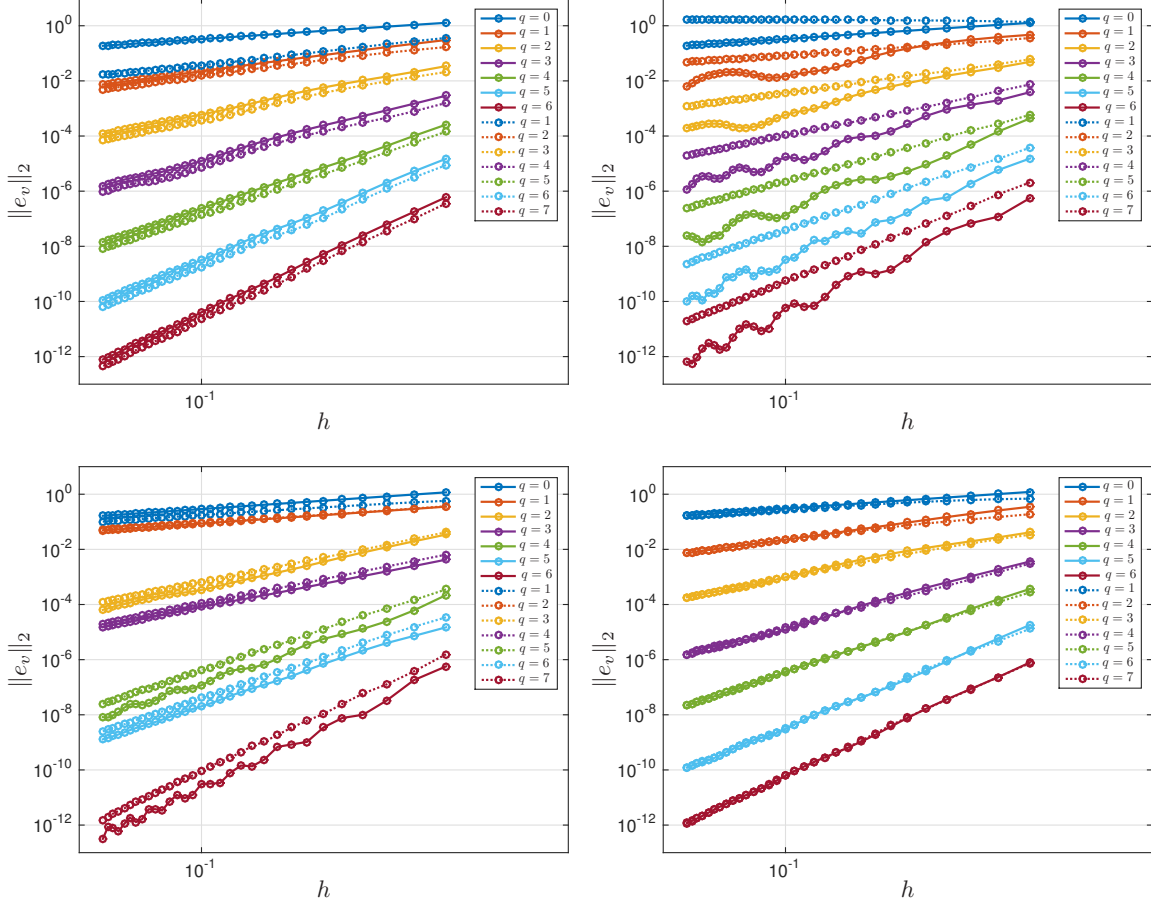 10^0
10^-2
10^-4
10^-6
10^-8
10^-10
10^-12
||e_v||_2
10^-1
h
q = 0
q = 1
q = 2
q = 3
q = 4
q = 5
q = 6
q = 1
q = 2
q = 3
q = 4
q = 5
q = 6
q = 7
10^0
10^-2
10^-4
10^-6
10^-8
10^-10
10^-12
||e_v||_2
10^-1
h
q = 0
q = 1
q = 2
q = 3
q = 4
q = 5
q = 6
q = 1
q = 2
q = 3
q = 4
q = 5
q = 6
q = 7
10^0
10^-2
10^-4
10^-6
10^-8
10^-10
10^-12
||e_v||_2
10^-1
h
q = 0
q = 1
q = 2
q = 3
q = 4
q = 5
q = 6
q = 1
q = 2
q = 3
q = 4
q = 5
q = 6
q = 7
10^0
10^-2
10^-4
10^-6
10^-8
10^-10
10^-12
||e_v||_2
10^-1
h
q = 0
q = 1
q = 2
q = 3
q = 4
q = 5
q = 6
q = 1
q = 2
q = 3
q = 4
q = 5
q = 6
q = 7